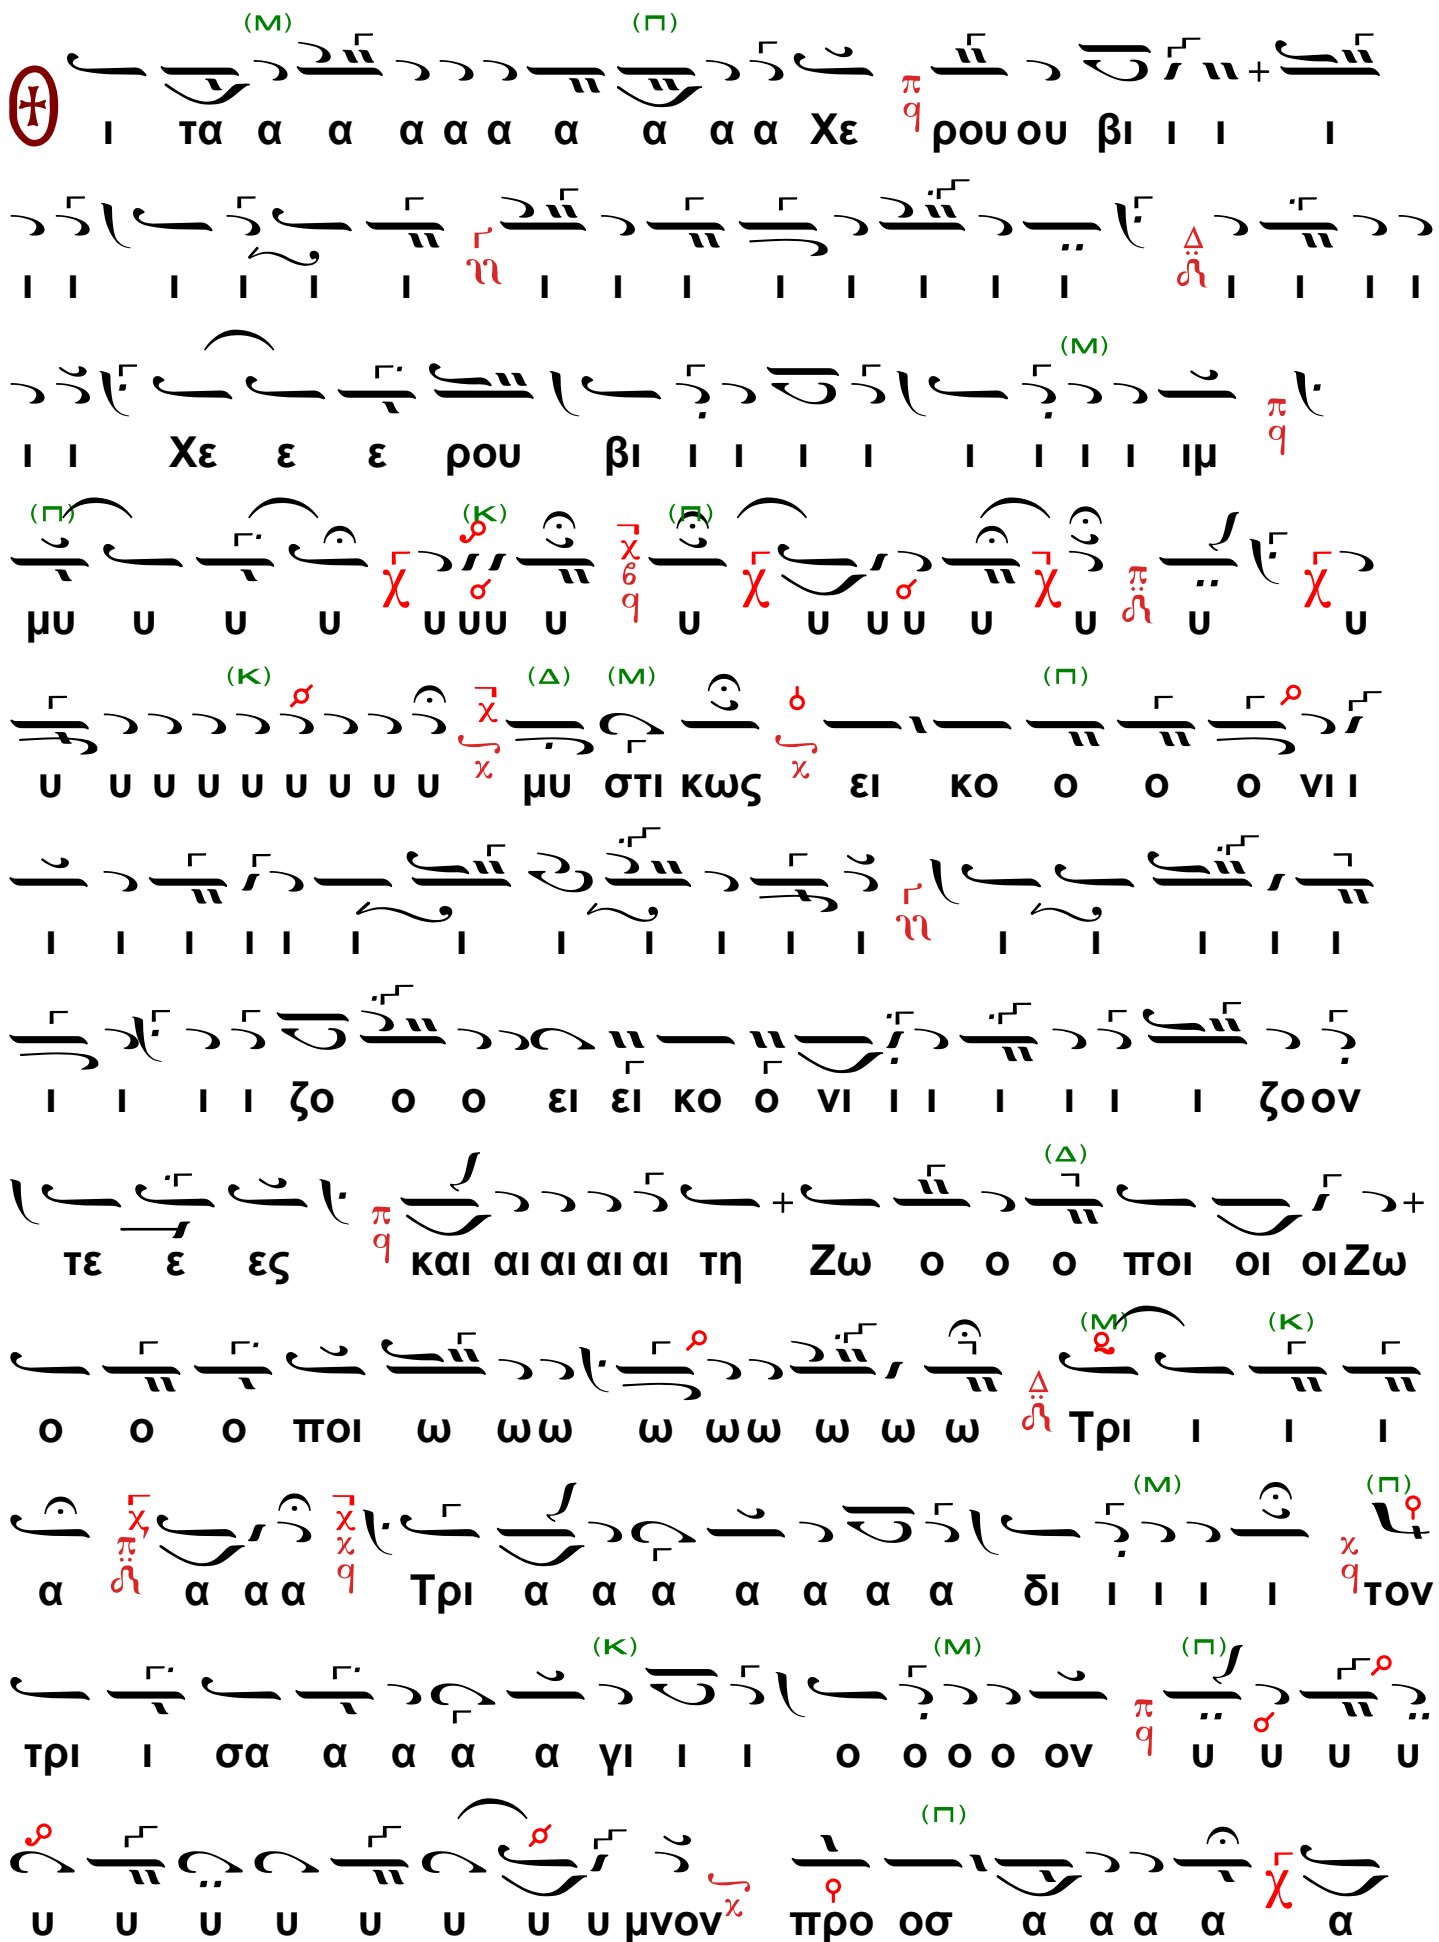 (Μ) (Π)
Θι τα α α α α α α α α α Χε ρου ου βι ι ι ι
ι ι ι ι ι ι ι ι ι ι ι ι ι ι ι ι ι ι
(Μ)
ι ι Χε ε ε ρου βι ι ι ι ι ι ι ι ι ιμ
(Π) (Κ) (Π)
μυ υ υ υ υ υυ υ υ υ υ υ υ υ υ υ
(Κ) (Δ) (Μ) (Π)
υ υ υ υ υ υ υ υ υ μυ στι κως ει κο ο ο ο νι ι
ι ι ι ι ι ι ι ι ι ι ι ι ι ι ι ι ι
ι ι ι ι ζο ο ο ει ει κο ο νι ι ι ι ι ι ι ζο ον
(Δ)
τε ε ες και αι αι αι αι τη Ζω ο ο ο ποι οι οι Ζω
(Μ) (Κ)
ο ο ο ποι ω ω ω ω ω ω ω ω ω Τρι ι ι ι
(Μ) (Π)
α α α α Τρι α α α α α α α δι ι ι ι ι τον
(Κ) (Μ) (Π)
τρι ι σα α α α α γι ι ι ο ο ο ο ον υ υ υ υ
(Π)
υ υ υ υ υ υ υ υ μνον προ οσ α α α α α